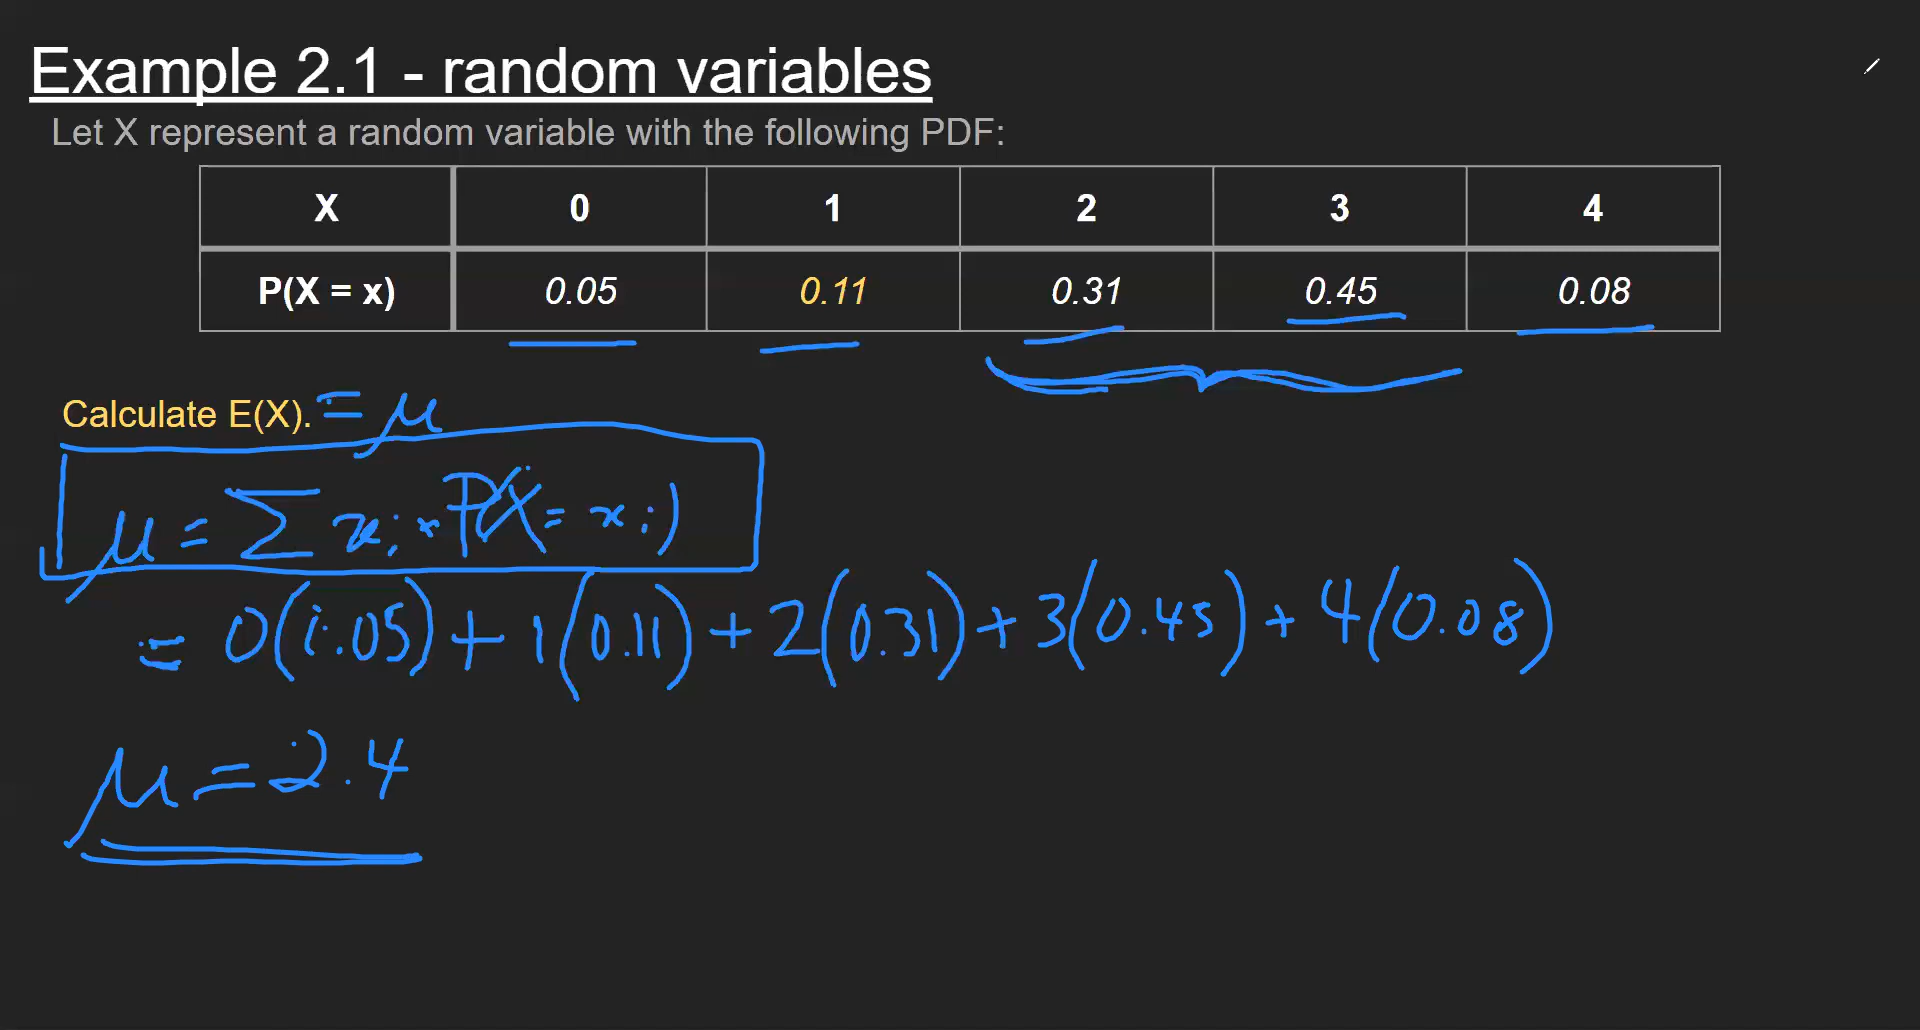 Example 2.1 - random variables
Let X represent a random variable with the following PDF:
X 0 1 2 3 4
P(X = x) 0.05 0.11 0.31 0.45 0.08
Calculate E(X). = μ
μ = Σ xᵢ × P(X = xᵢ)
= 0(0.05) + 1(0.11) + 2(0.31) + 3(0.45) + 4(0.08)
μ = 2.4